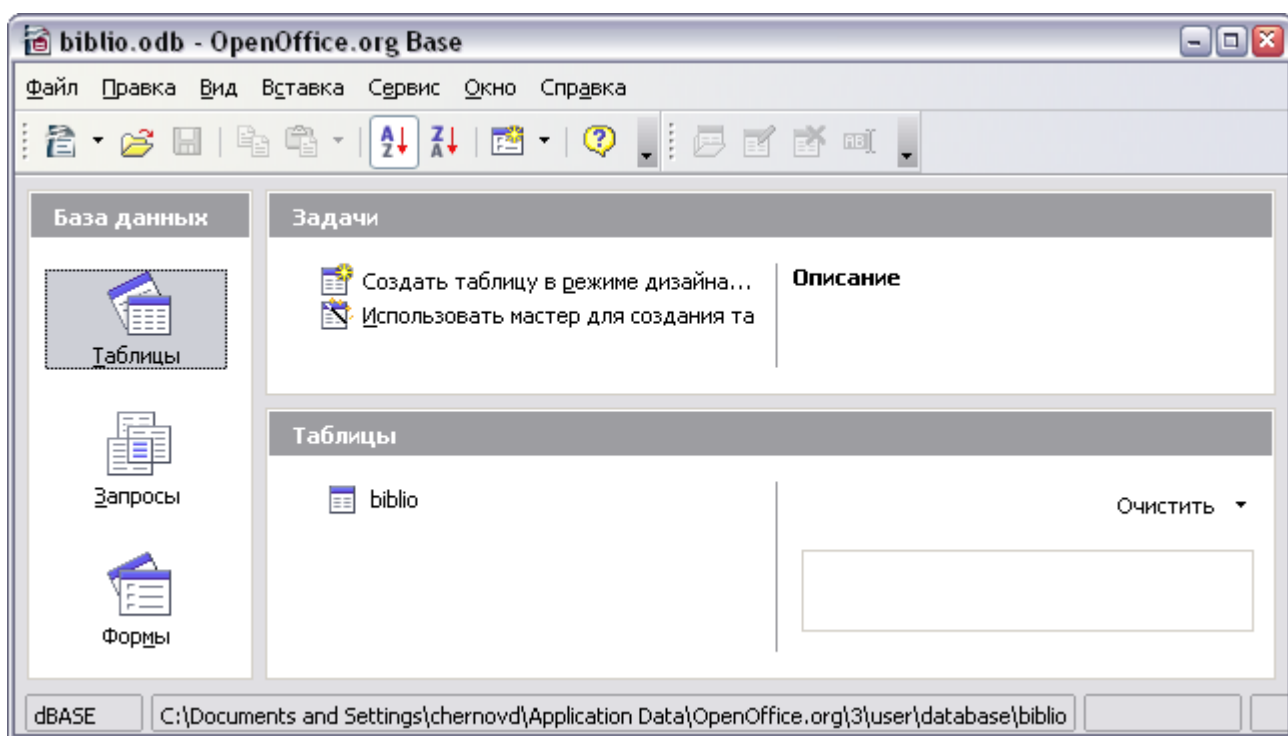 biblio.odb - OpenOffice.org Base
Файл Правка Вид Вставка Сервис Окно Справка
База данных
Таблицы
Запросы
Формы
Задачи
Создать таблицу в режиме дизайна...
Использовать мастер для создания та
Описание
Таблицы
biblio
Очистить
dBASE
C:\Documents and Settings\chernovd\Application Data\OpenOffice.org\3\user\database\biblio